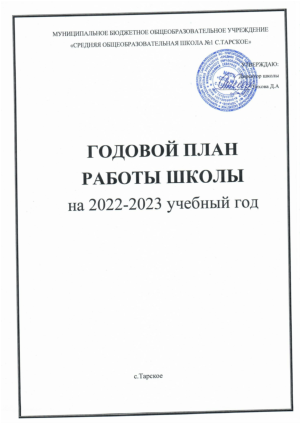 МУНИЦИПАЛЬНОЕ БЮДЖЕТНОЕ ОБЩЕОБРАЗОВАТЕЛЬНОЕ УЧРЕЖДЕНИЕ
«СРЕДНЯЯ ОБЩЕОБРАЗОВАТЕЛЬНАЯ ШКОЛА №1 С.ТАРСКОЕ»
УТВЕРЖДАЮ:
Директор школы
Д.А
ГОДОВОЙ ПЛАН
РАБОТЫ ШКОЛЫ
на 2022-2023 учебный год
с.Тарское